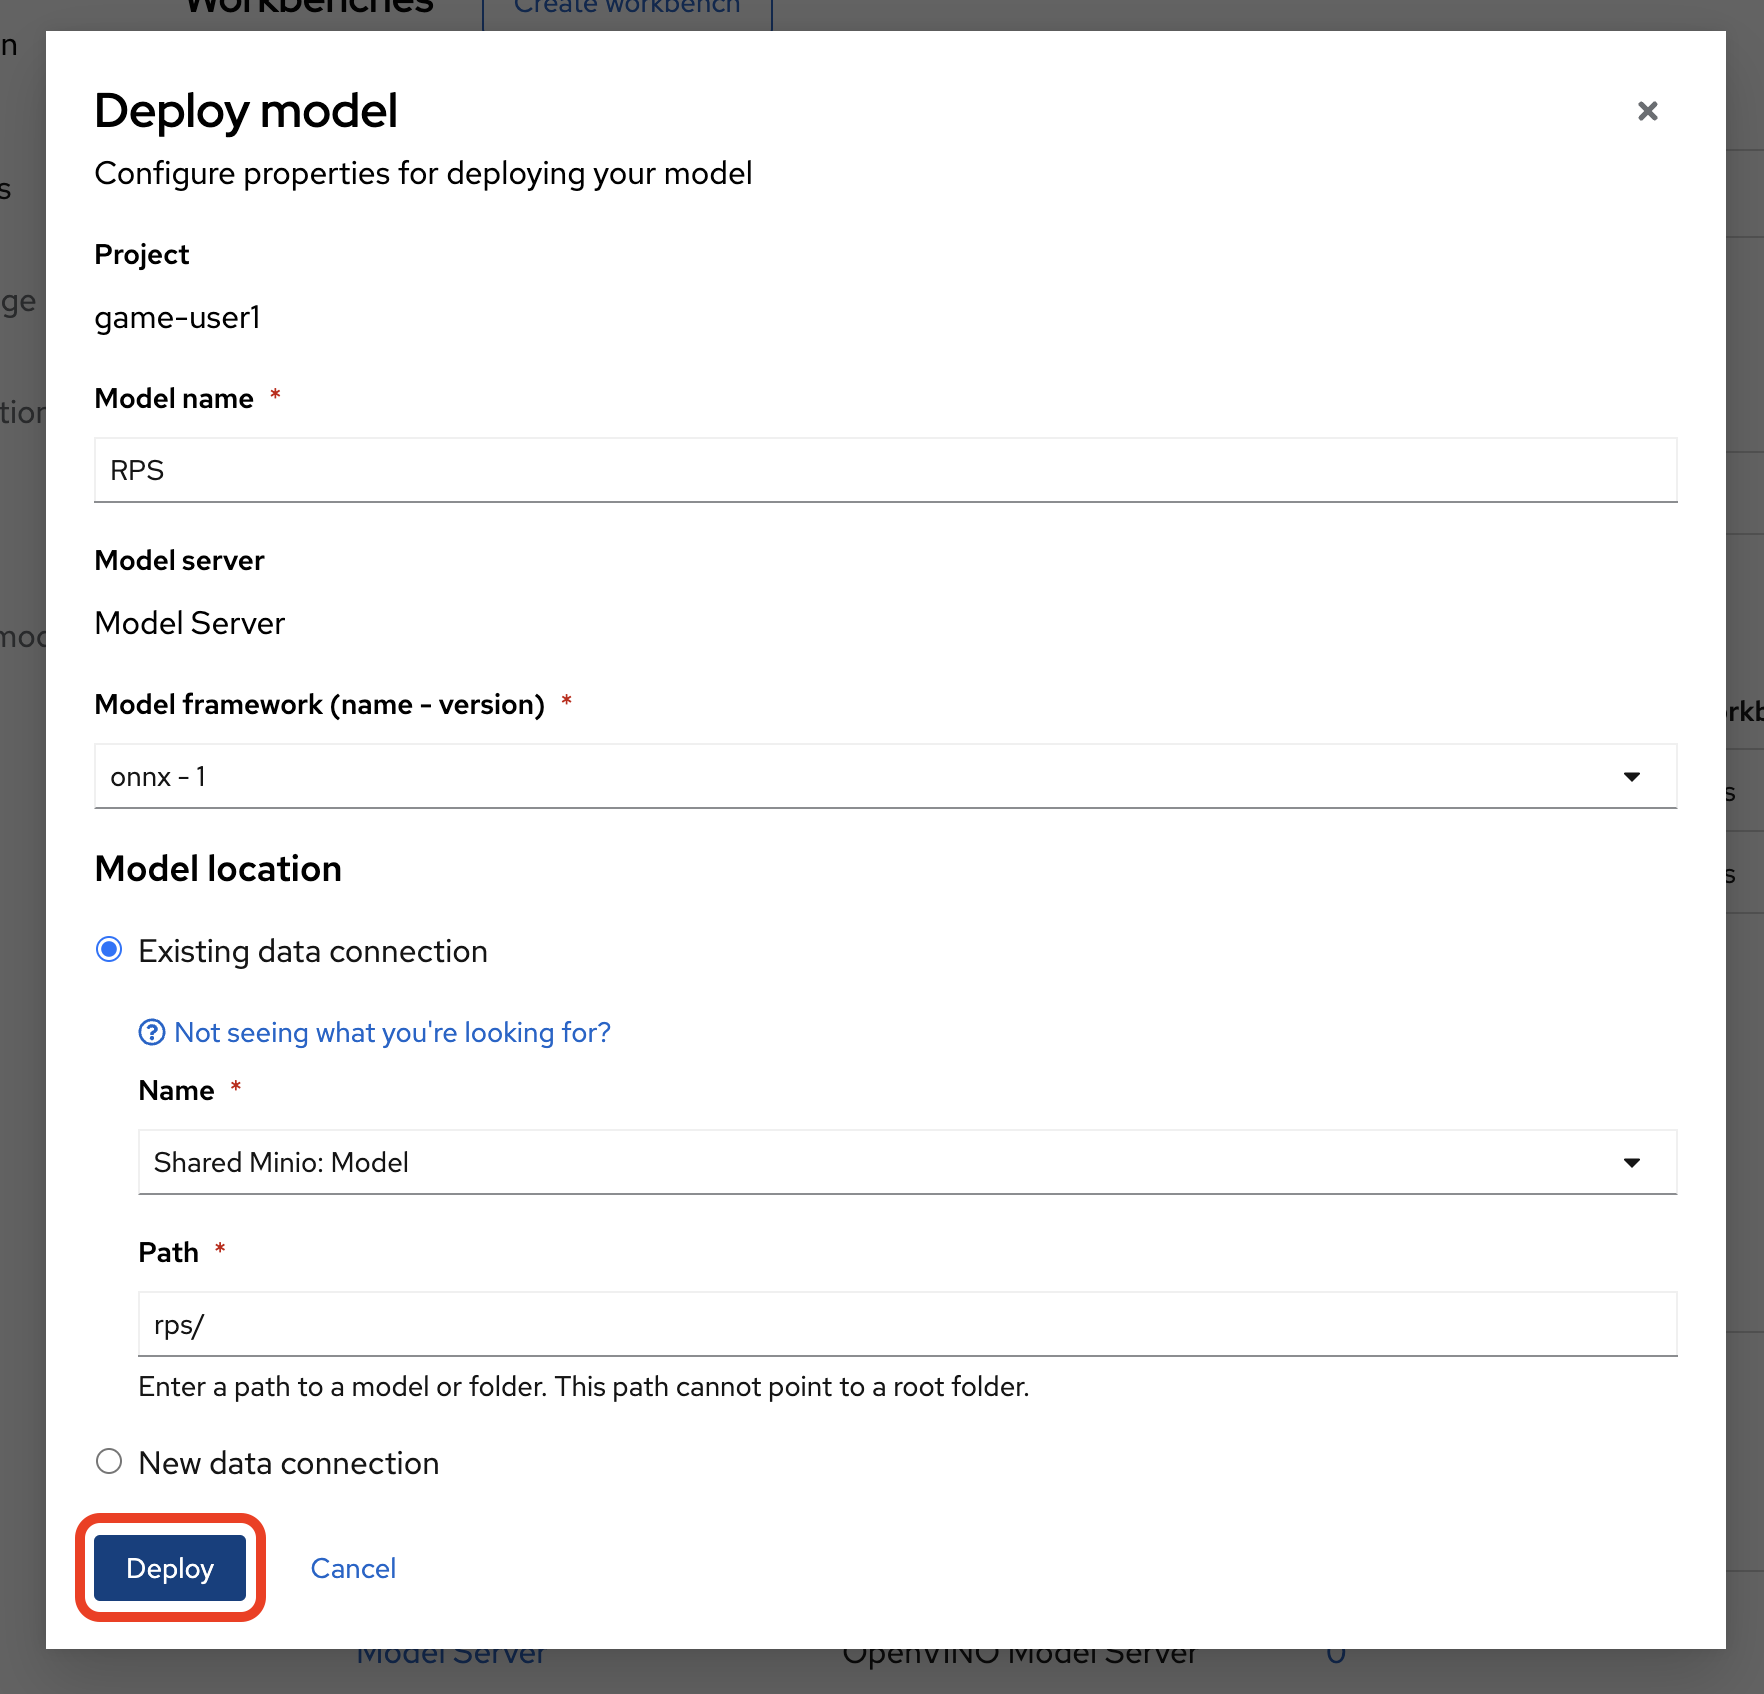 Workbenches Create workbench
n
Deploy model
Configure properties for deploying your model
s
Project
ge
game-user1
Model name *
tion
RPS
Model server
Model Server
mod
Model framework (name - version) *
onnx - 1
Model location
Existing data connection
Not seeing what you're looking for?
Name *
Shared Minio: Model
Path *
rps/
Enter a path to a model or folder. This path cannot point to a root folder.
New data connection
Deploy Cancel
Model Server OpenVINO Model Server 0